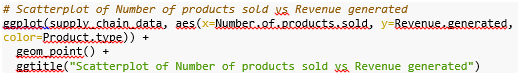 # Scatterplot of Number of products sold vs Revenue generated
ggplot(supply_chain_data, aes(x=Number.of.products.sold, y=Revenue.generated,
color=Product.type)) +
  geom_point() +
  ggtitle("Scatterplot of Number of products sold vs Revenue generated")